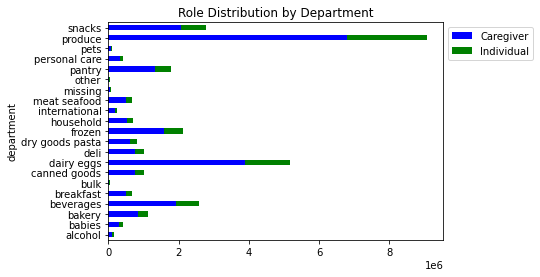 Role Distribution by Department
Caregiver
Individual
department
snacks
produce
pets
personal care
pantry
other
missing
meat seafood
international
household
frozen
dry goods pasta
deli
dairy eggs
canned goods
bulk
breakfast
beverages
bakery
babies
alcohol
0 2 4 6 8
1e6